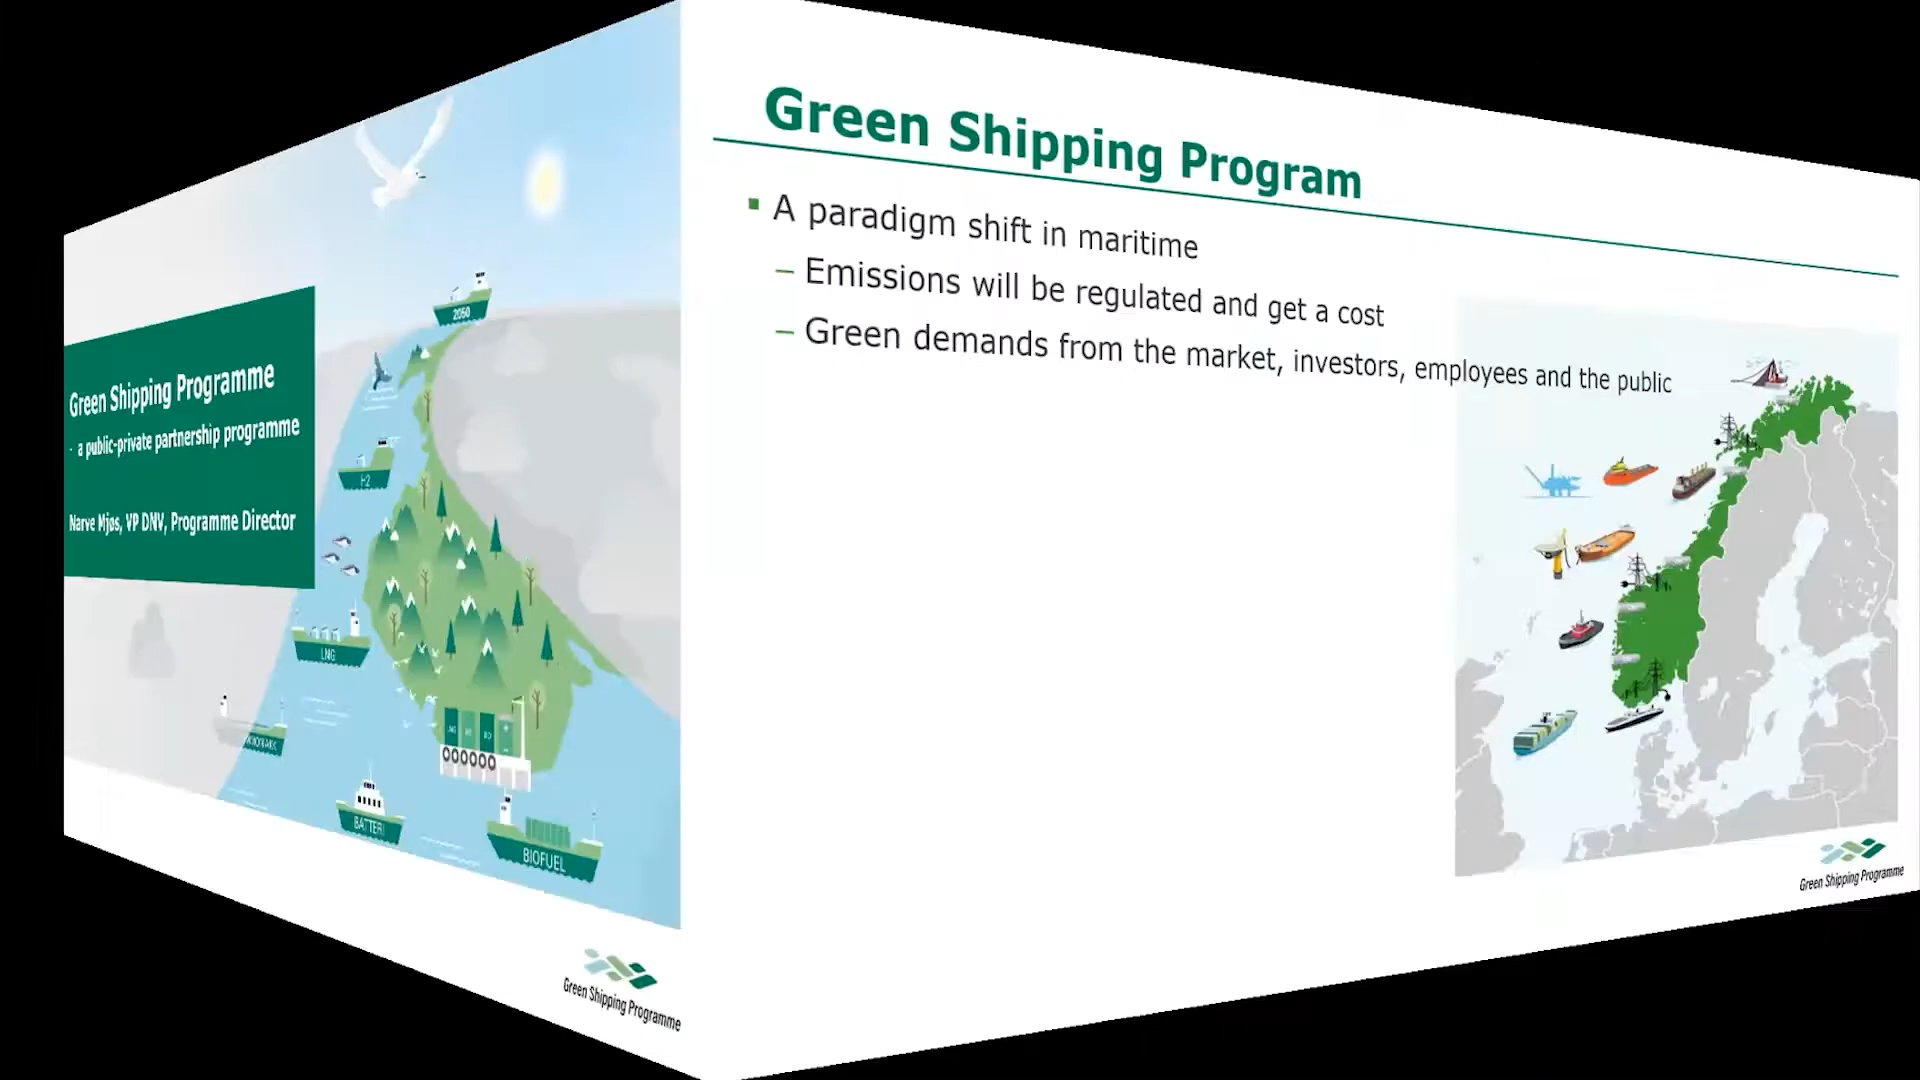 Green Shipping Programme
- a public-private partnership programme
Narve Mjøs, VP DNV, Programme Director
2050
H2
LNG
BATTERI
BIOFUEL
Green Shipping Programme
Green Shipping Program
▪ A paradigm shift in maritime
– Emissions will be regulated and get a cost
– Green demands from the market, investors, employees and the public
Green Shipping Programme